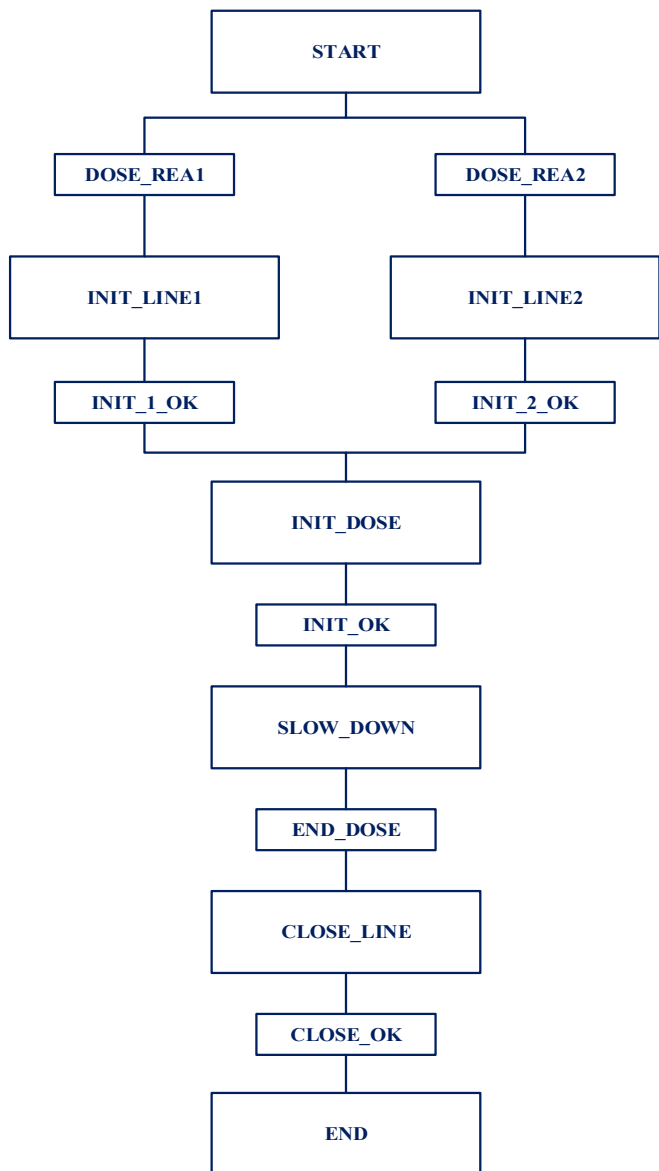 START
DOSE_REA1
DOSE_REA2
INIT_LINE1
INIT_LINE2
INIT_1_OK
INIT_2_OK
INIT_DOSE
INIT_OK
SLOW_DOWN
END_DOSE
CLOSE_LINE
CLOSE_OK
END